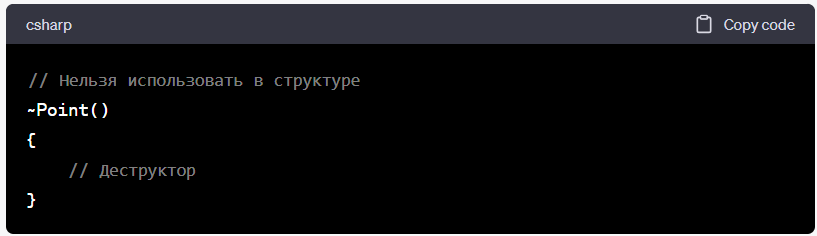 csharp
Copy code
// Нельзя использовать в структуре
~Point()
{
    // Деструктор
}